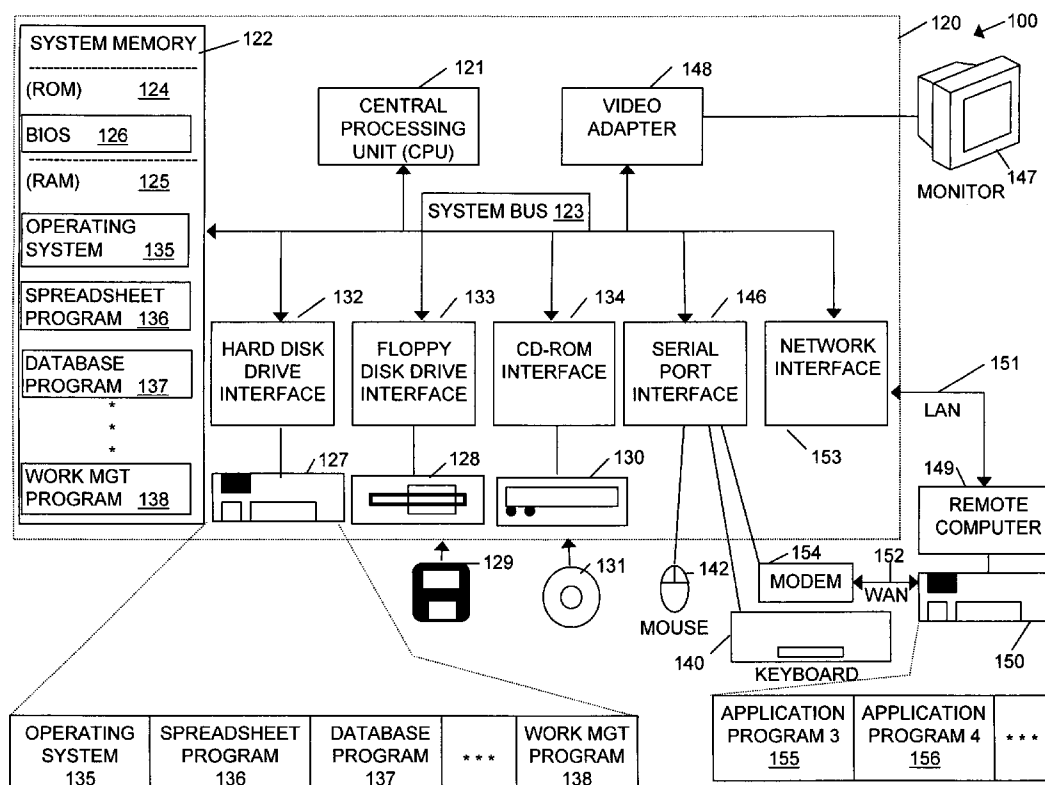 SYSTEM MEMORY
122
(ROM) 124
BIOS 126
(RAM) 125
OPERATING
SYSTEM 135
SPREADSHEET
PROGRAM 136
DATABASE
PROGRAM 137
*
*
*
*
WORK MGT
PROGRAM 138
121
CENTRAL
PROCESSING
UNIT (CPU)
148
VIDEO
ADAPTER
120
100
147
MONITOR
SYSTEM BUS 123
132
HARD DISK
DRIVE
INTERFACE
133
FLOPPY
DISK DRIVE
INTERFACE
134
CD-ROM
INTERFACE
146
SERIAL
PORT
INTERFACE
NETWORK
INTERFACE
153
151
LAN
127
128
130
149
REMOTE
COMPUTER
129
131
142
MOUSE
154
MODEM
152
WAN
140
KEYBOARD
150
OPERATING
SYSTEM
135
SPREADSHEET
PROGRAM
136
DATABASE
PROGRAM
137
* * *
WORK MGT
PROGRAM
138
APPLICATION
PROGRAM 3
155
APPLICATION
PROGRAM 4
156
* * *